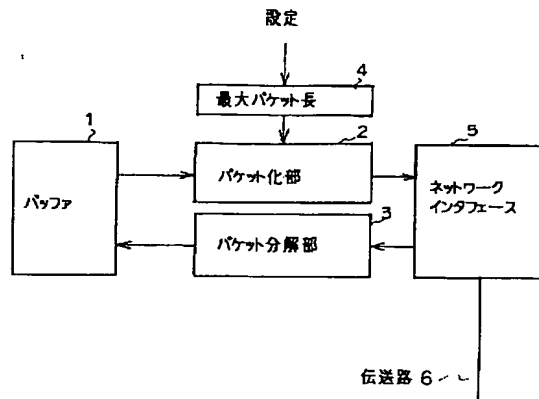 設定
4
最大パケット長
1
2
5
バッファ
パケット化部
ネットワーク
インタフェース
3
パケット分解部
伝送路 6